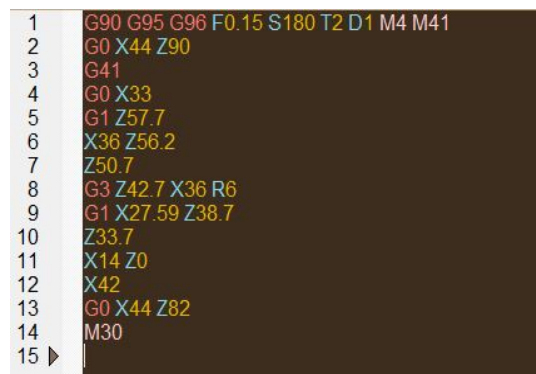 1 G90 G95 G96 F0.15 S180 T2 D1 M4 M41
2 G0 X44 Z90
3 G41
4 G0 X33
5 G1 Z57.7
6 X36 Z56.2
7 Z50.7
8 G3 Z42.7 X36 R6
9 G1 X27.59 Z38.7
10 Z33.7
11 X14 Z0
12 X42
13 G0 X44 Z82
14 M30
15